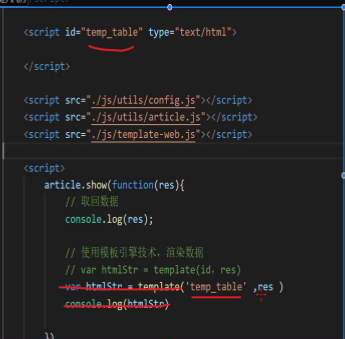 <script id="temp_table" type="text/html">
</script>
<script src="./js/utils/config.js"></script>
<script src="./js/utils/article.js"></script>
<script src="./js/template-web.js"></script>
<script>
article.show(function(res){
// 取回数据
console.log(res);
// 使用模板引擎技术，渲染数据
// var htmlStr = template(id, res)
var htmlStr = template('temp_table' ,res )
console.log(htmlStr)
})